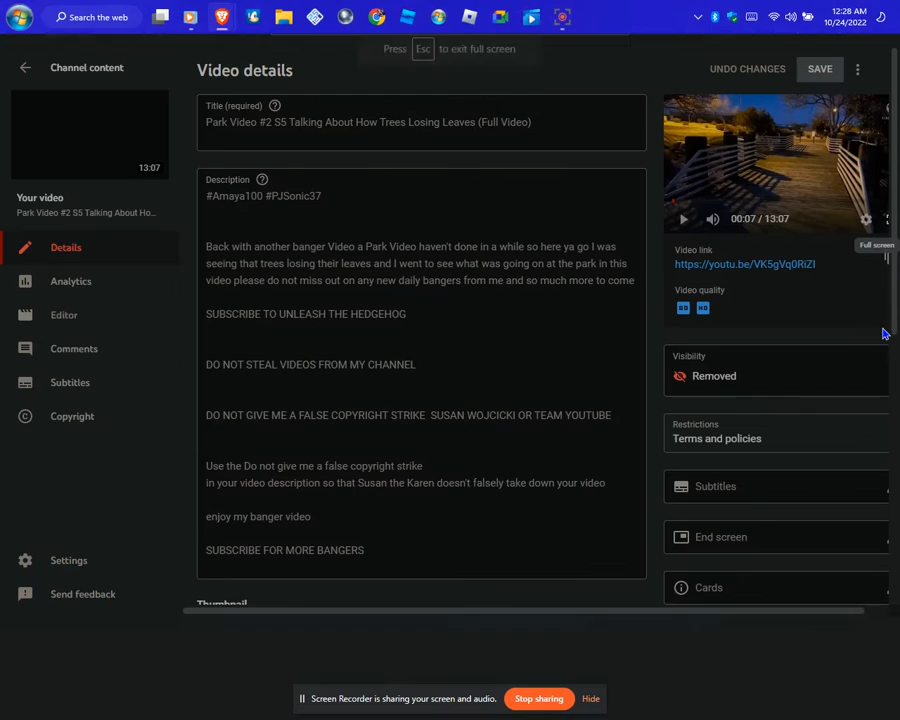 Search the web
12:28 AM
10/24/2022
Press Esc to exit full screen
Channel content
Video details
UNDO CHANGES
SAVE
13:07
Your video
Park Video #2 S5 Talking About Ho...
Details
Analytics
Editor
Comments
Subtitles
Copyright
Settings
Send feedback
Title (required)
Park Video #2 S5 Talking About How Trees Losing Leaves (Full Video)
Description
#Amaya100 #PJSonic37
Back with another banger Video a Park Video haven't done in a while so here ya go I was
seeing that trees losing their leaves and I went to see what was going on at the park in this
video please do not miss out on any new daily bangers from me and so much more to come
SUBSCRIBE TO UNLEASH THE HEDGEHOG
DO NOT STEAL VIDEOS FROM MY CHANNEL
DO NOT GIVE ME A FALSE COPYRIGHT STRIKE  SUSAN WOJCICKI OR TEAM YOUTUBE
Use the Do not give me a false copyright strike
in your video description so that Susan the Karen doesn't falsely take down your video
enjoy my banger video
SUBSCRIBE FOR MORE BANGERS
Thumbnail
00:07 / 13:07
Full screen
Video link
https://youtu.be/VK5gVq0RiZI
Video quality
SD HD
Visibility
Removed
Restrictions
Terms and policies
Subtitles
End screen
Cards
Screen Recorder is sharing your screen and audio.
Stop sharing
Hide